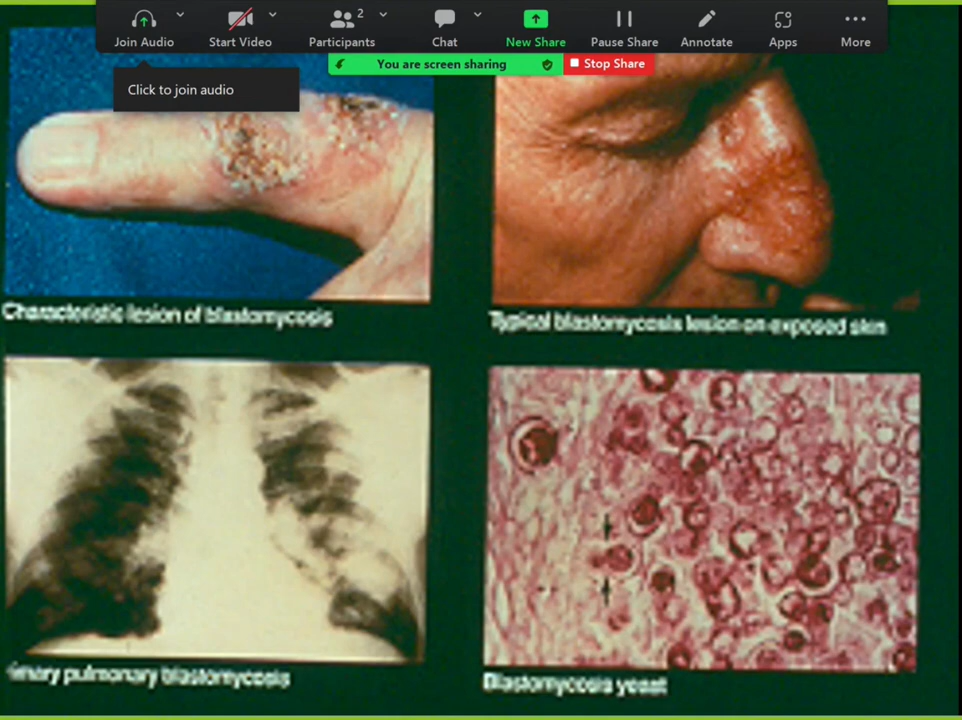 Join Audio
Start Video
Participants
2
Chat
New Share
Pause Share
Annotate
Apps
More
You are screen sharing
Stop Share
Click to join audio
Characteristic lesion of blastomycosis
Typical blastomycosis lesion on exposed skin
pulmonary blastomycosis
Blastomycosis yeast